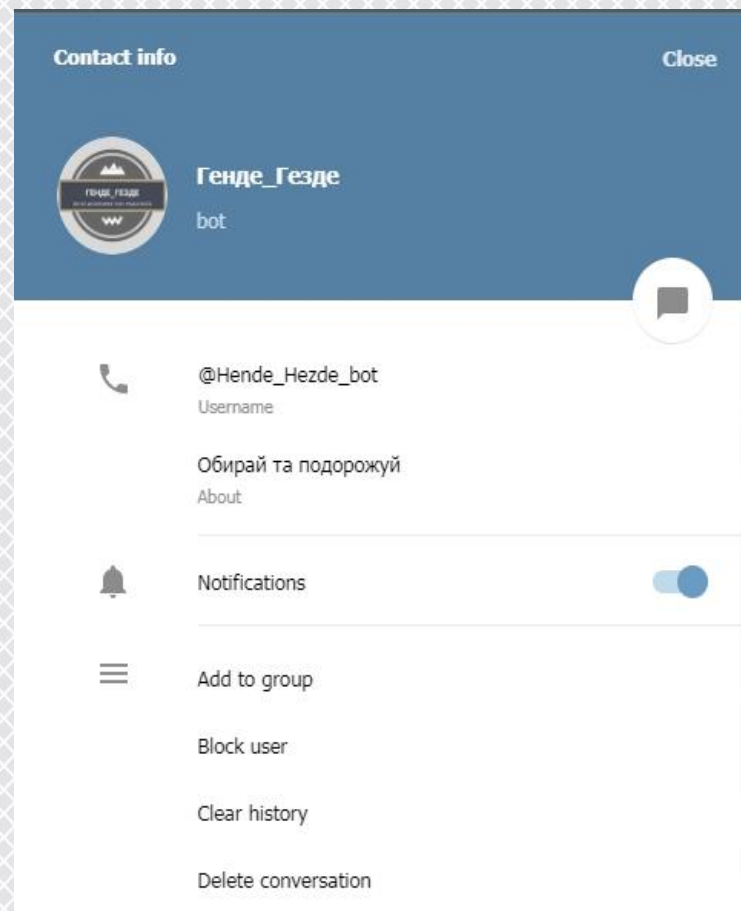 Contact info
Close
ГЕНДЕ_ГЕЗДЕ
Генде_Гезде
bot
@Hende_Hezde_bot
Username
Обирай та подорожуй
About
Notifications
Add to group
Block user
Clear history
Delete conversation